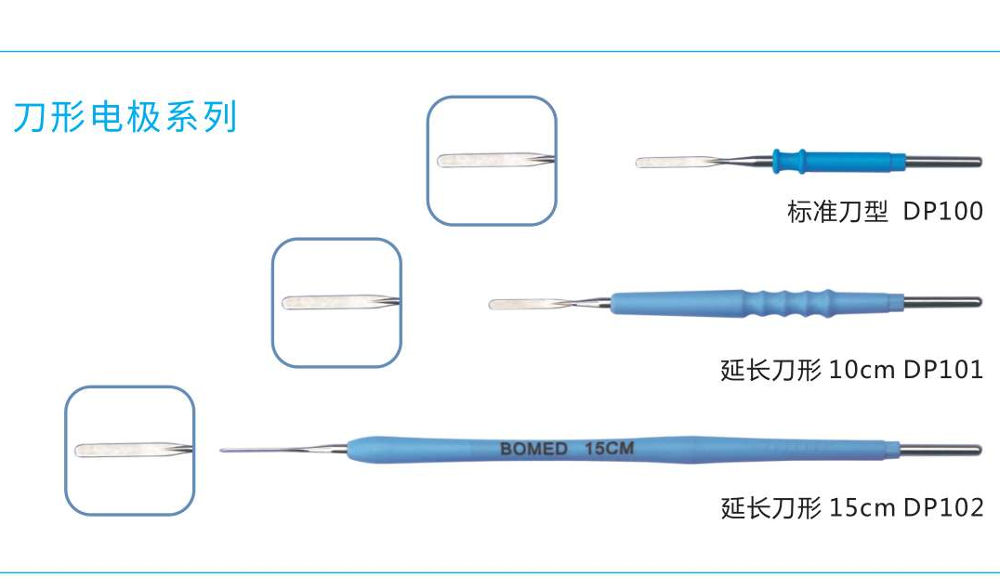 刀形电极系列
标准刀型 DP100
延长刀形 10cm DP101
BOMED 15CM
延长刀形 15cm DP102